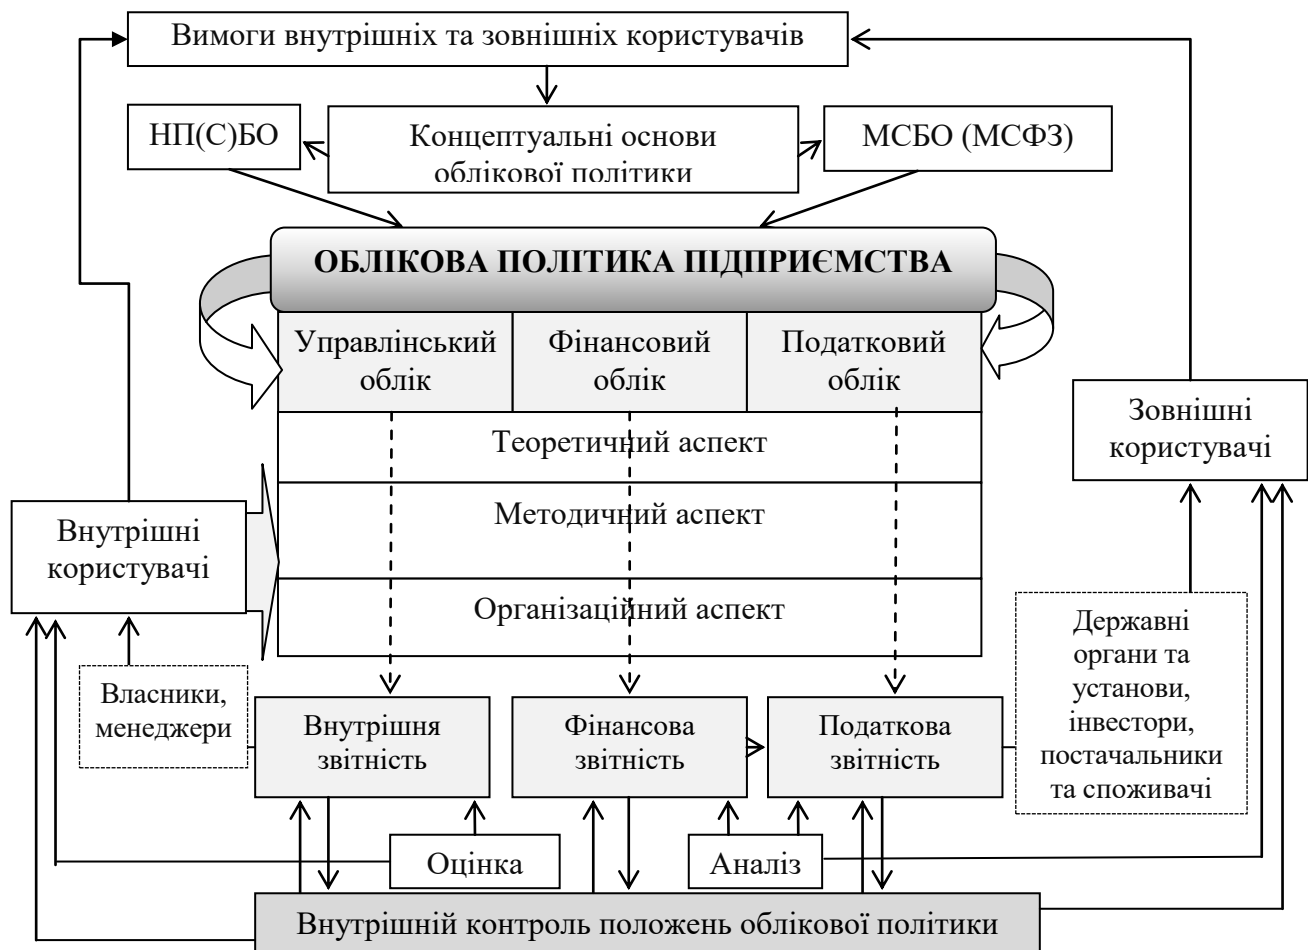 Вимоги внутрішніх та зовнішніх користувачів
НП(С)БО
Концептуальні основи
облікової політики
МСБО (МСФЗ)
ОБЛІКОВА ПОЛІТИКА ПІДПРИЄМСТВА
Управлінський
облік
Фінансовий
облік
Податковий
облік
Зовнішні
користувачі
Теоретичний аспект
Методичний аспект
Внутрішні
користувачі
Організаційний аспект
Державні
органи та
установи,
інвестори,
постачальники
та споживачі
Власники,
менеджери
Внутрішня
звітність
Фінансова
звітність
Податкова
звітність
Оцінка
Аналіз
Внутрішній контроль положень облікової політики